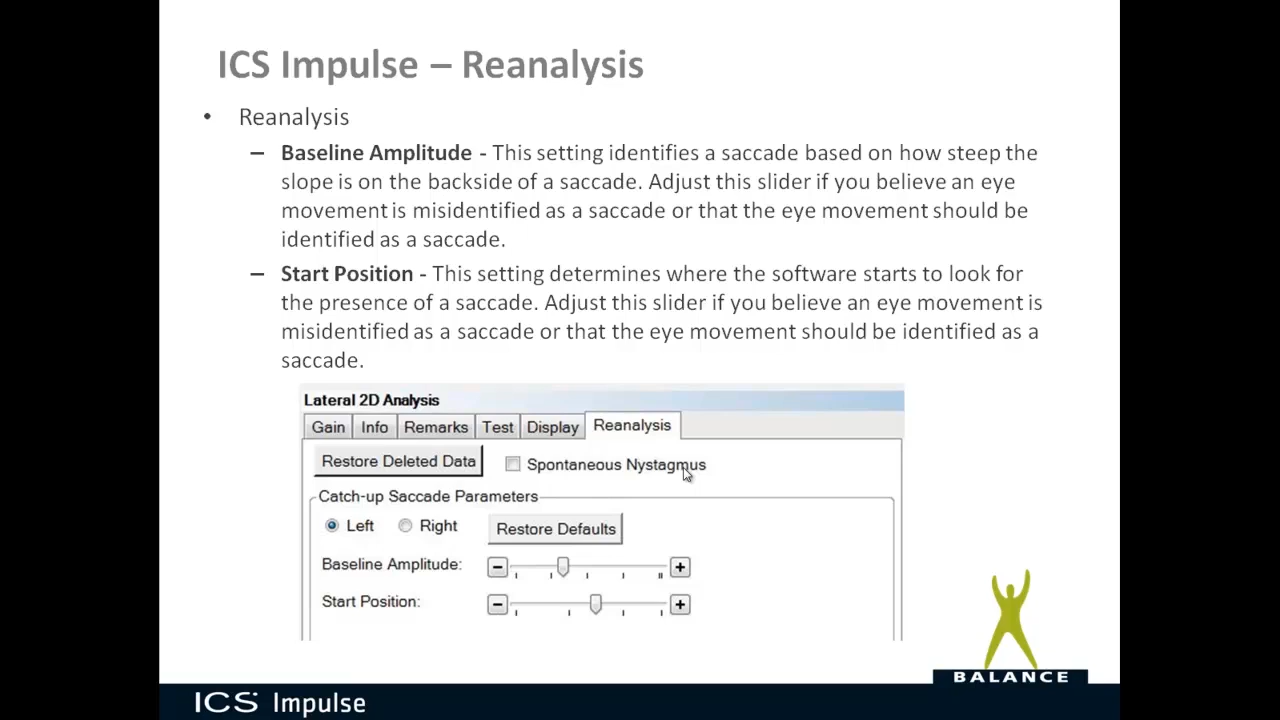 ICS Impulse – Reanalysis
• Reanalysis
– Baseline Amplitude - This setting identifies a saccade based on how steep the
slope is on the backside of a saccade. Adjust this slider if you believe an eye
movement is misidentified as a saccade or that the eye movement should be
identified as a saccade.
– Start Position - This setting determines where the software starts to look for
the presence of a saccade. Adjust this slider if you believe an eye movement is
misidentified as a saccade or that the eye movement should be identified as a
saccade.
Lateral 2D Analysis
Gain Info Remarks Test Display Reanalysis
Restore Deleted Data Spontaneous Nystagmus
Catch-up Saccade Parameters
Left Right Restore Defaults
Baseline Amplitude: − +
Start Position: − +
BALANCE
ICS Impulse